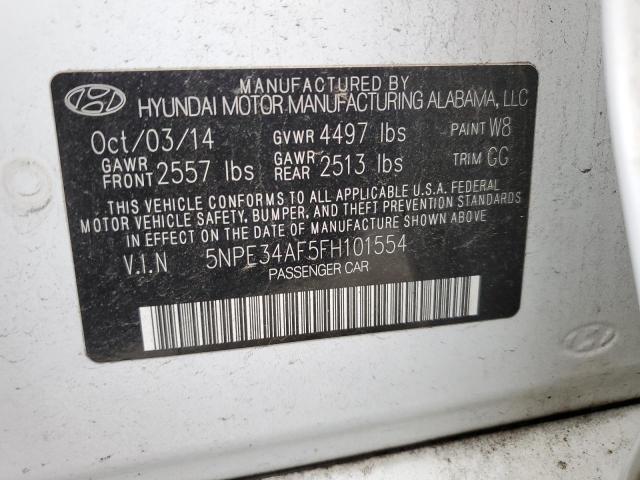 MANUFACTURED BY
HYUNDAI MOTOR MANUFACTURING ALABAMA, LLC
Oct/03/14 GVWR 4497 lbs PAINT W8
GAWR FRONT 2557 lbs GAWR REAR 2513 lbs TRIM GG
THIS VEHICLE CONFORMS TO ALL APPLICABLE U.S.A. FEDERAL
MOTOR VEHICLE SAFETY, BUMPER, AND THEFT PREVENTION STANDARDS
IN EFFECT ON THE DATE OF MANUFACTURE SHOWN ABOVE.
V.I.N 5NPE34AF5FH101554
PASSENGER CAR